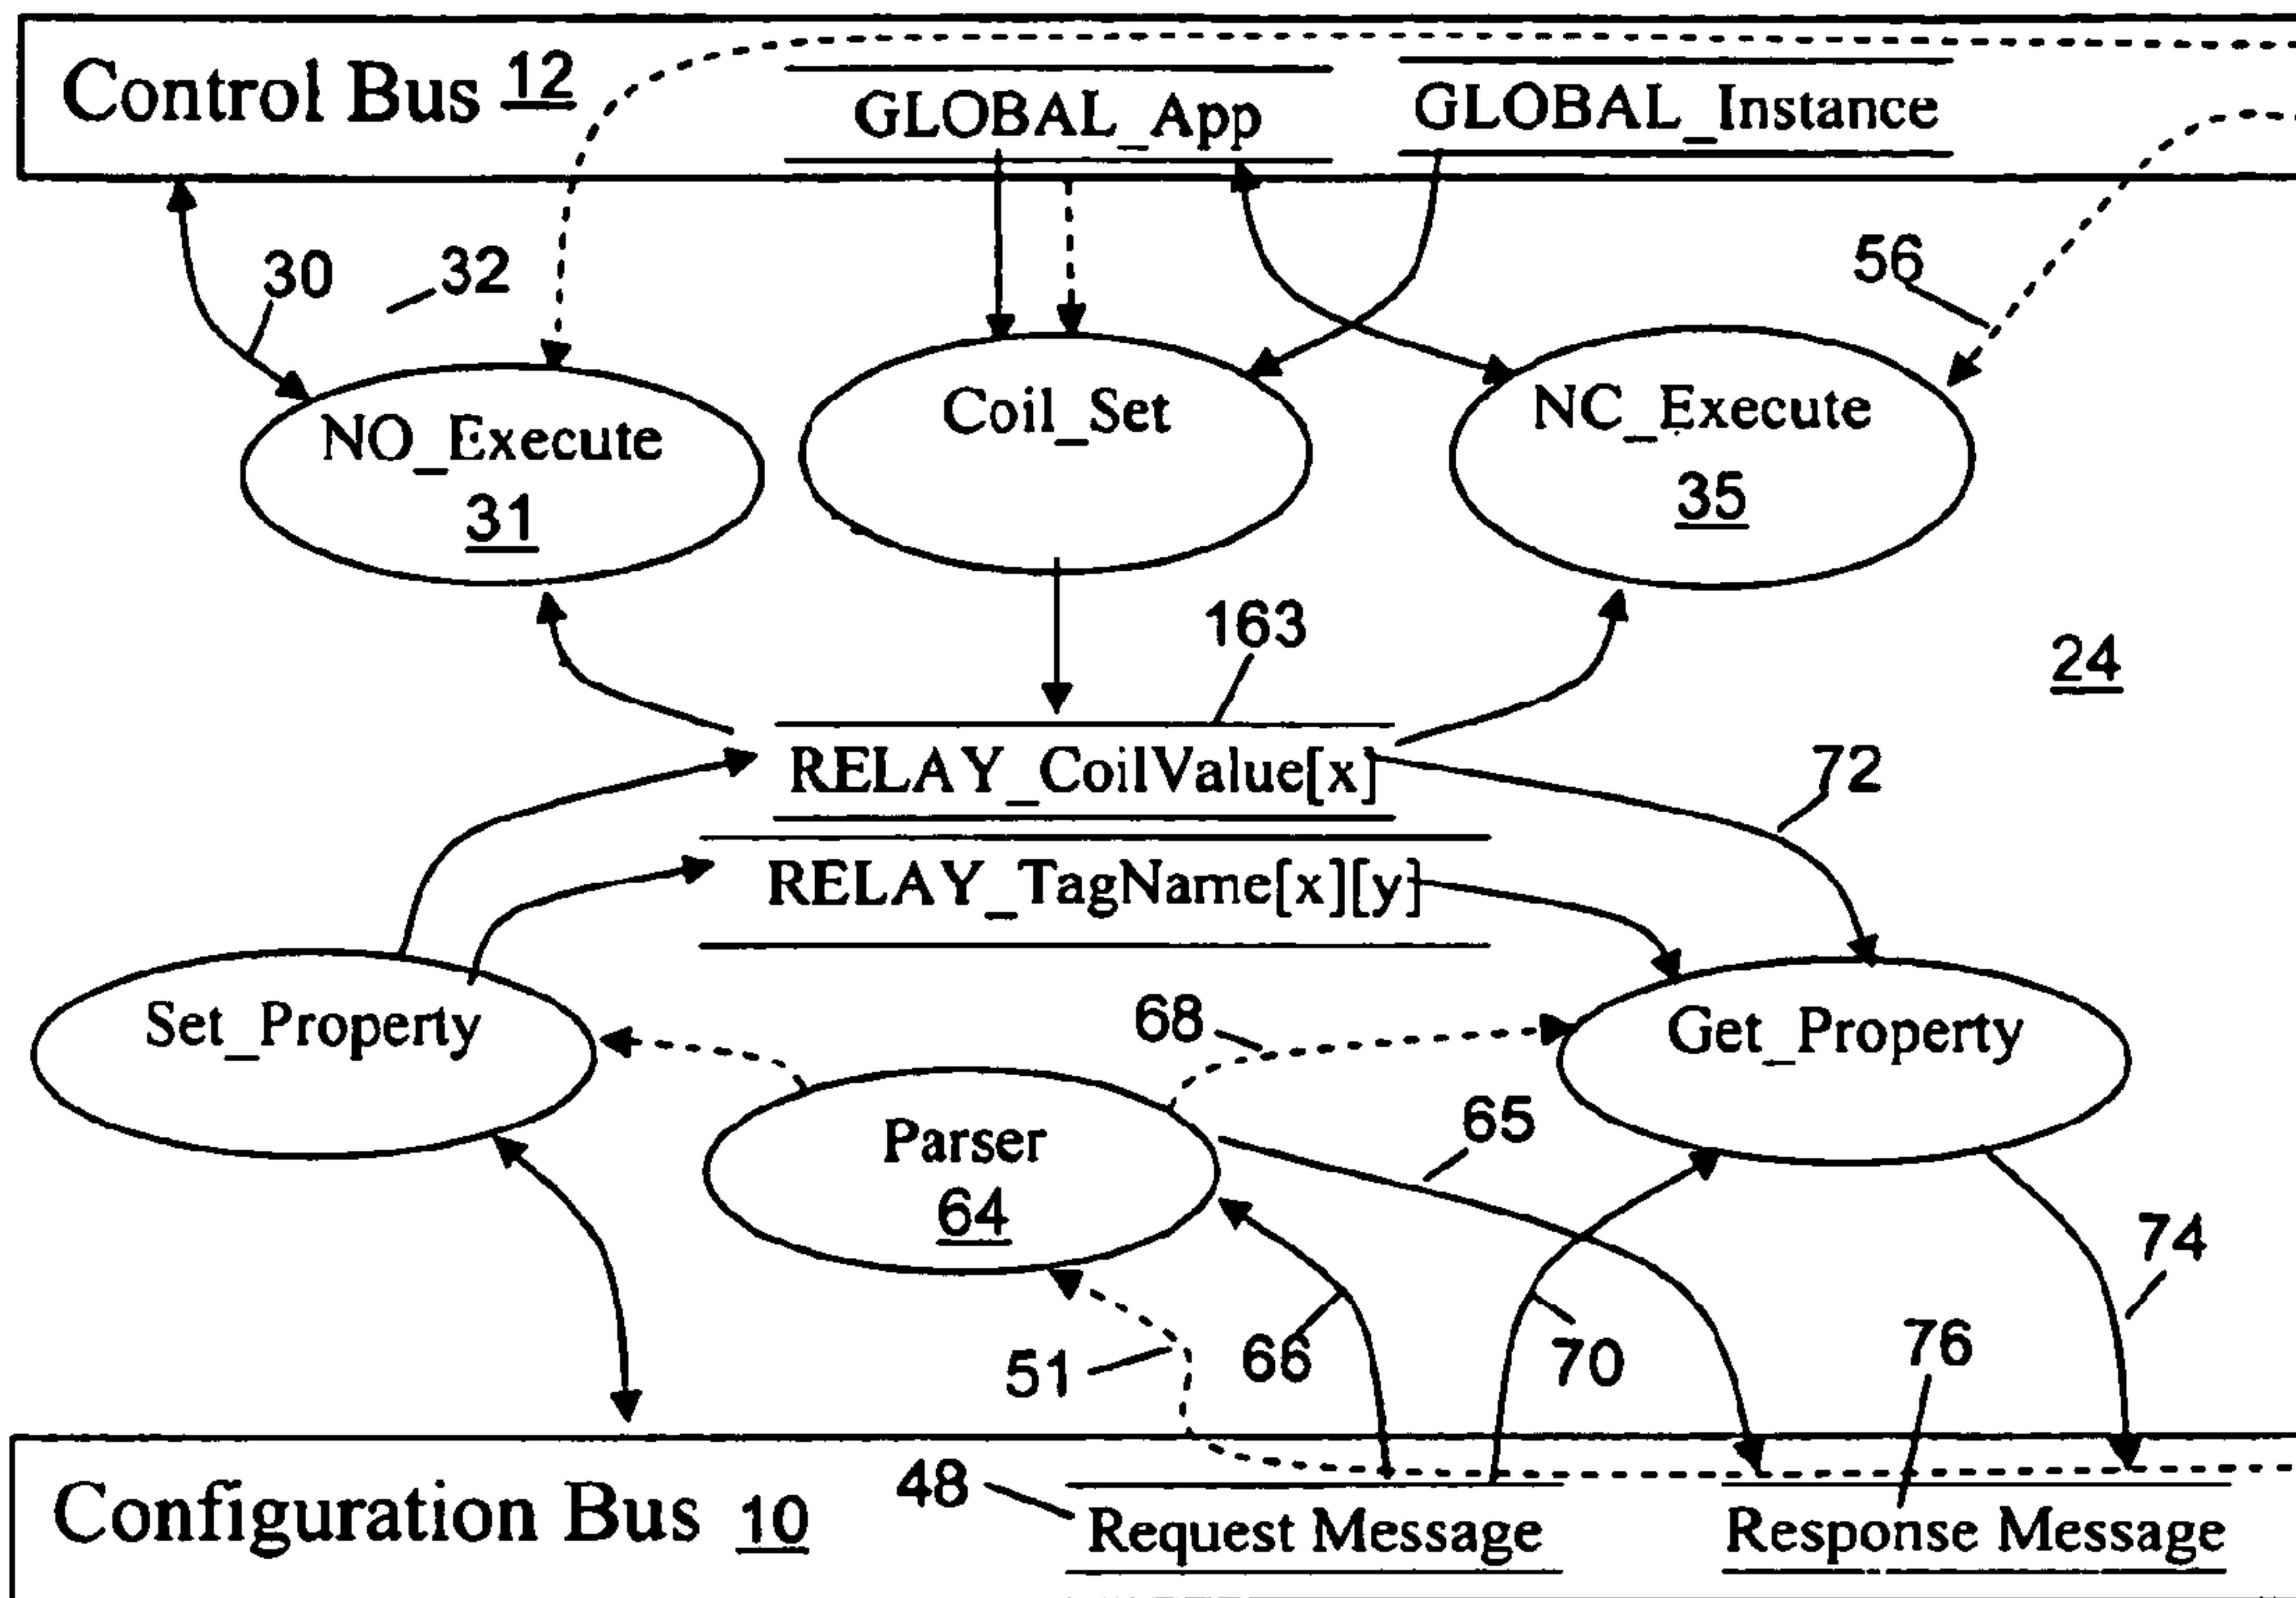 Control Bus 12
GLOBAL_App
GLOBAL_Instance
30
32
56
NO_Execute
31
Coil_Set
NC_Execute
35
163
24
RELAY_CoilValue[x]
72
RELAY_TagName[x][y]
Set_Property
68
Get_Property
65
Parser
64
74
51
66
70
76
48
Configuration Bus 10
Request Message
Response Message